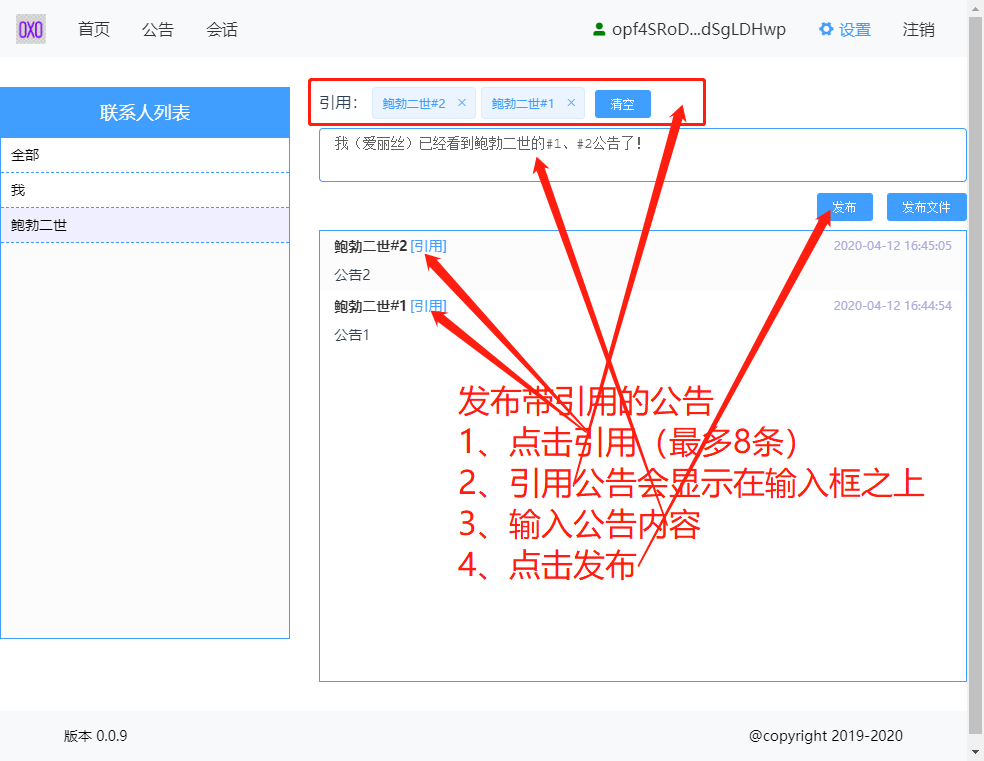 OXO 首页 公告 会话 opf4SRoD...dSgLDHwp 设置 注销
联系人列表
全部
我
鲍勃二世
引用： 鲍勃二世#2 × 鲍勃二世#1 × 清空
我（爱丽丝）已经看到鲍勃二世的#1、#2公告了！
发布 发布文件
鲍勃二世#2 [引用] 2020-04-12 16:45:05
公告2
鲍勃二世#1 [引用] 2020-04-12 16:44:54
公告1
发布带引用的公告
1、点击引用（最多8条）
2、引用公告会显示在输入框之上
3、输入公告内容
4、点击发布
版本 0.0.9 @copyright 2019-2020